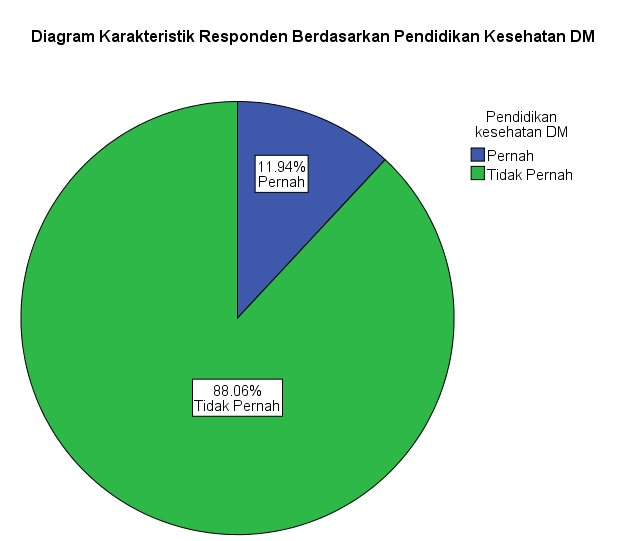 Diagram Karakteristik Responden Berdasarkan Pendidikan Kesehatan DM
Pendidikan
kesehatan DM
Pernah
Tidak Pernah
11.94%
Pernah
88.06%
Tidak Pernah